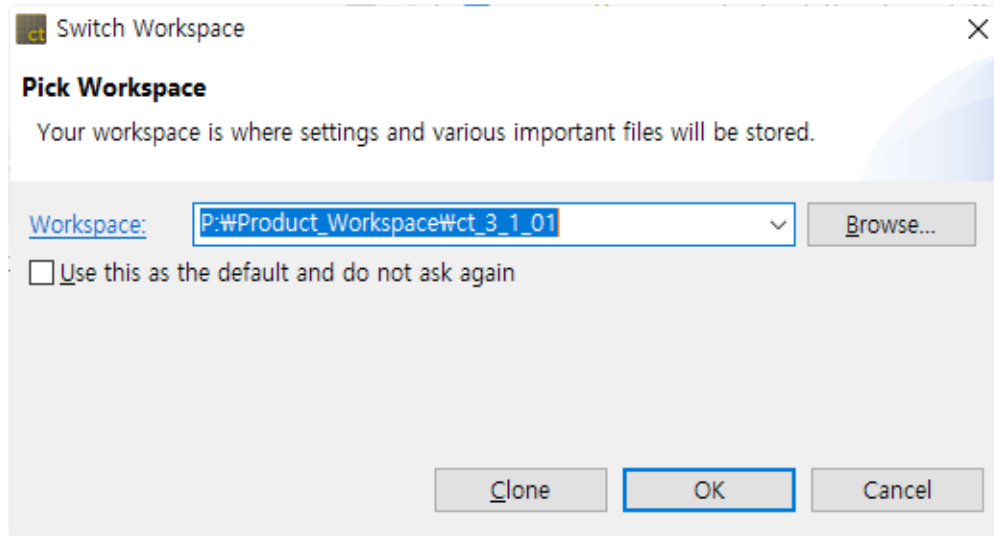 ct Switch Workspace
Pick Workspace
Your workspace is where settings and various important files will be stored.
Workspace: P:₩Product_Workspace₩ct_3_1_01 Browse...
Use this as the default and do not ask again
Clone OK Cancel